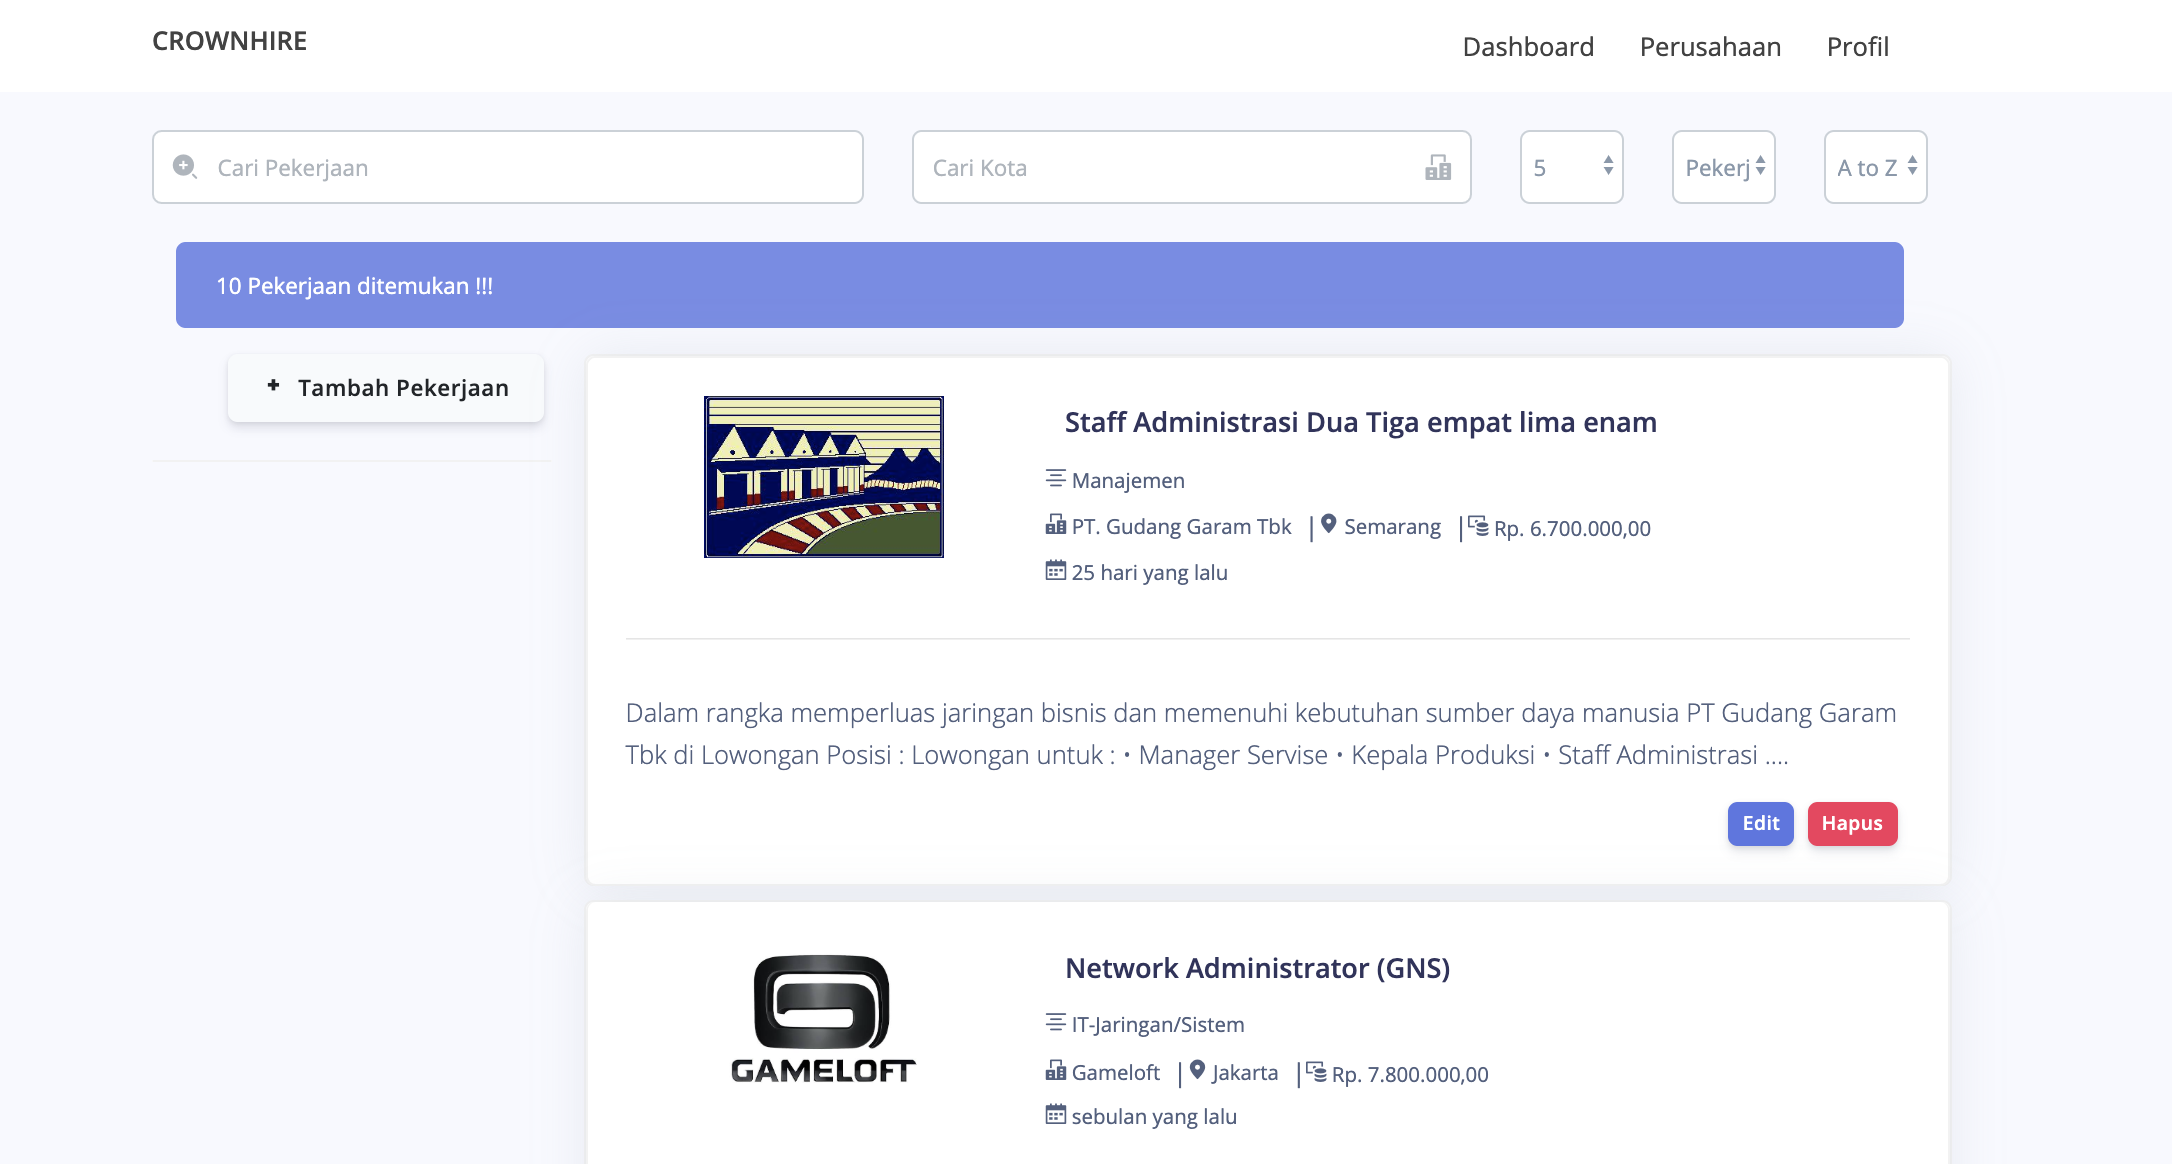 CROWNHIRE
Dashboard Perusahaan Profil
Cari Pekerjaan
Cari Kota
5
Pekerj
A to Z
10 Pekerjaan ditemukan !!!
+ Tambah Pekerjaan
Staff Administrasi Dua Tiga empat lima enam
Manajemen
PT. Gudang Garam Tbk | Semarang | Rp. 6.700.000,00
25 hari yang lalu
Dalam rangka memperluas jaringan bisnis dan memenuhi kebutuhan sumber daya manusia PT Gudang Garam
Tbk di Lowongan Posisi : Lowongan untuk : • Manager Servise • Kepala Produksi • Staff Administrasi ....
Edit Hapus
GAMELOFT
Network Administrator (GNS)
IT-Jaringan/Sistem
Gameloft | Jakarta | Rp. 7.800.000,00
sebulan yang lalu